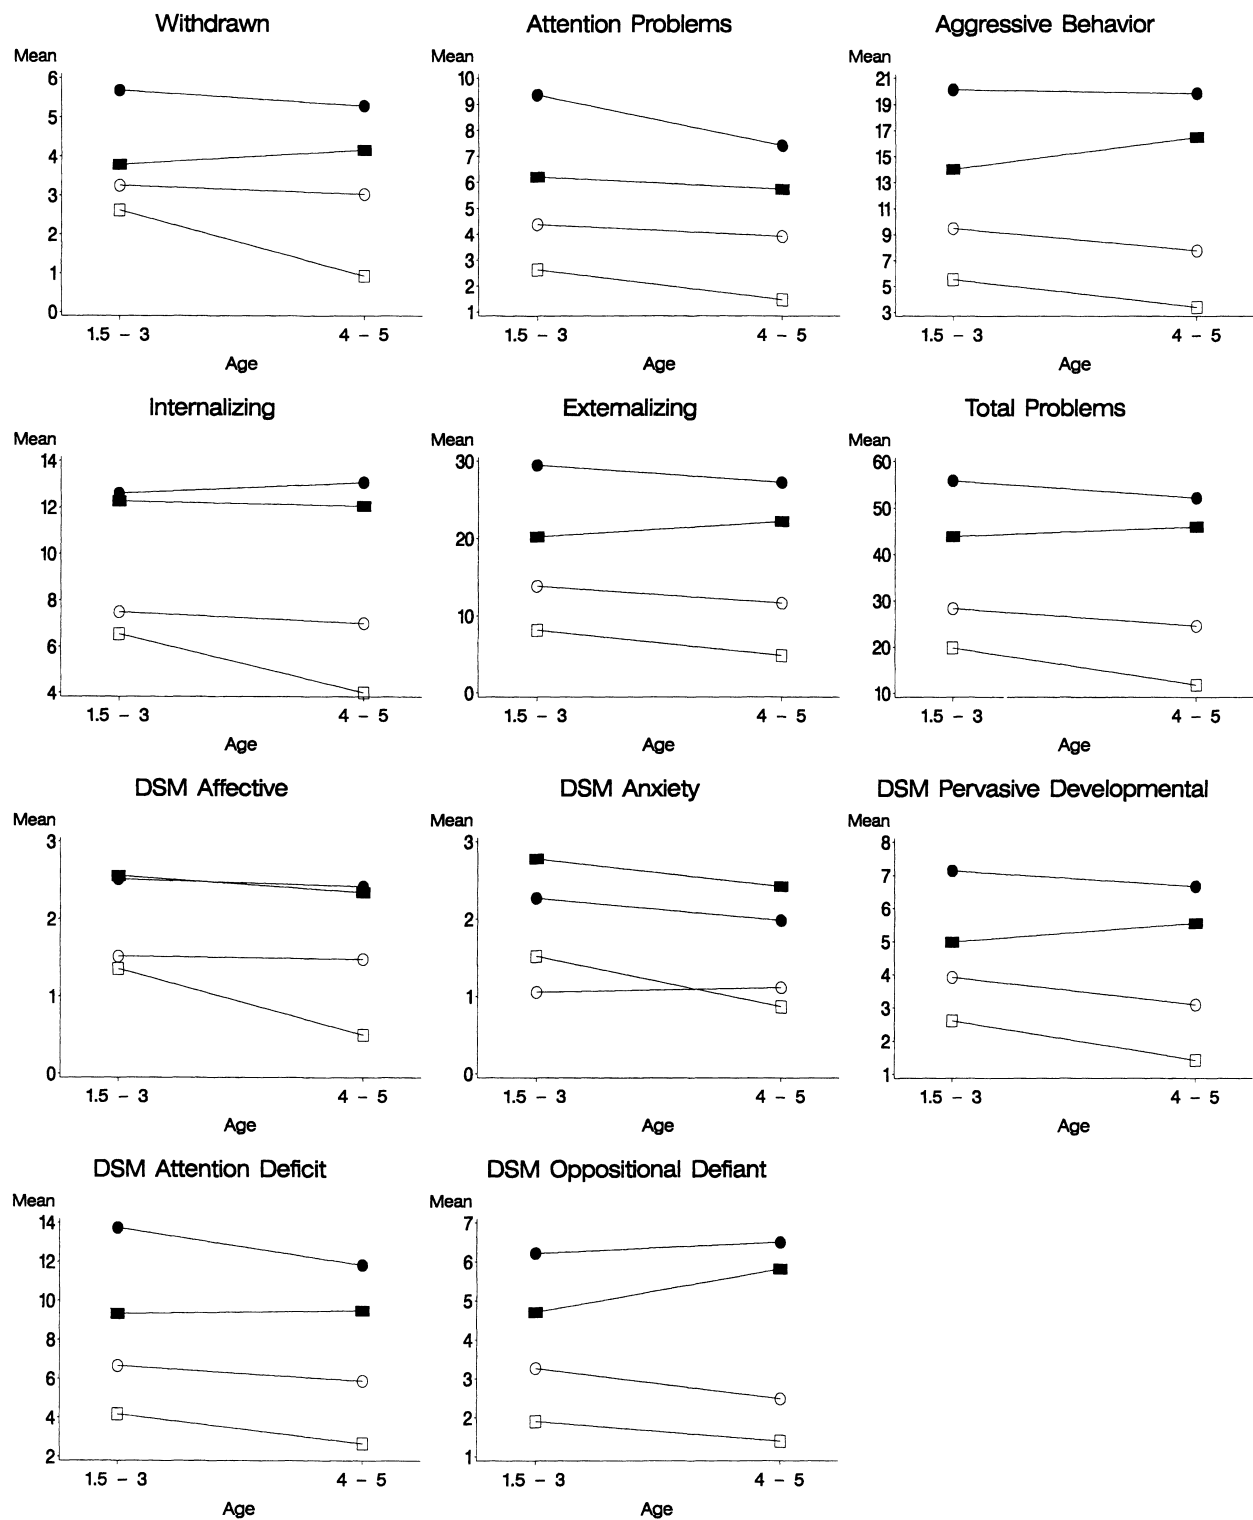 Withdrawn
Mean
6
5
4
3
2
1
0
1.5 – 3
4 – 5
Age
Attention Problems
Mean
10
9
8
7
6
5
4
3
2
1
1.5 – 3
4 – 5
Age
Aggressive Behavior
Mean
21
19
17
15
13
11
9
7
5
3
1.5 – 3
4 – 5
Age
Internalizing
Mean
14
12
10
8
6
4
1.5 – 3
4 – 5
Age
Externalizing
Mean
30
20
10
0
1.5 – 3
4 – 5
Age
Total Problems
Mean
60
50
40
30
20
10
1.5 – 3
4 – 5
Age
DSM Affective
Mean
3
2
1
0
1.5 – 3
4 – 5
Age
DSM Anxiety
Mean
3
2
1
0
1.5 – 3
4 – 5
Age
DSM Pervasive Developmental
Mean
8
7
6
5
4
3
2
1
1.5 – 3
4 – 5
Age
DSM Attention Deficit
Mean
14
12
10
8
6
4
2
1.5 – 3
4 – 5
Age
DSM Oppositional Defiant
Mean
7
6
5
4
3
2
1
1.5 – 3
4 – 5
Age